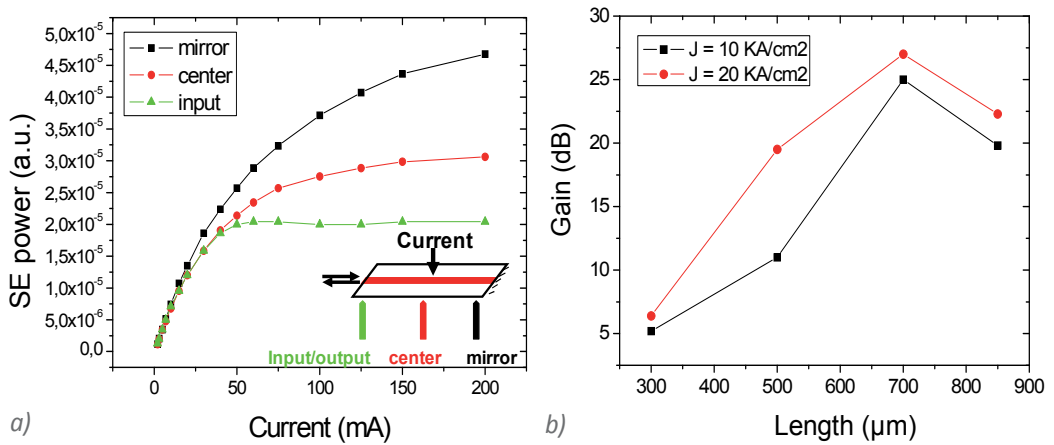 5,0x10⁻⁵
4,5x10⁻⁵
4,0x10⁻⁵
3,5x10⁻⁵
3,0x10⁻⁵
2,5x10⁻⁵
2,0x10⁻⁵
1,5x10⁻⁵
1,0x10⁻⁵
5,0x10⁻⁶
0,0
SE power (a.u.)
mirror
center
input
Current
Input/output center mirror
0 50 100 150 200
Current (mA)
a)
30
25
20
15
10
5
Gain (dB)
J = 10 KA/cm2
J = 20 KA/cm2
300 400 500 600 700 800 900
Length (µm)
b)